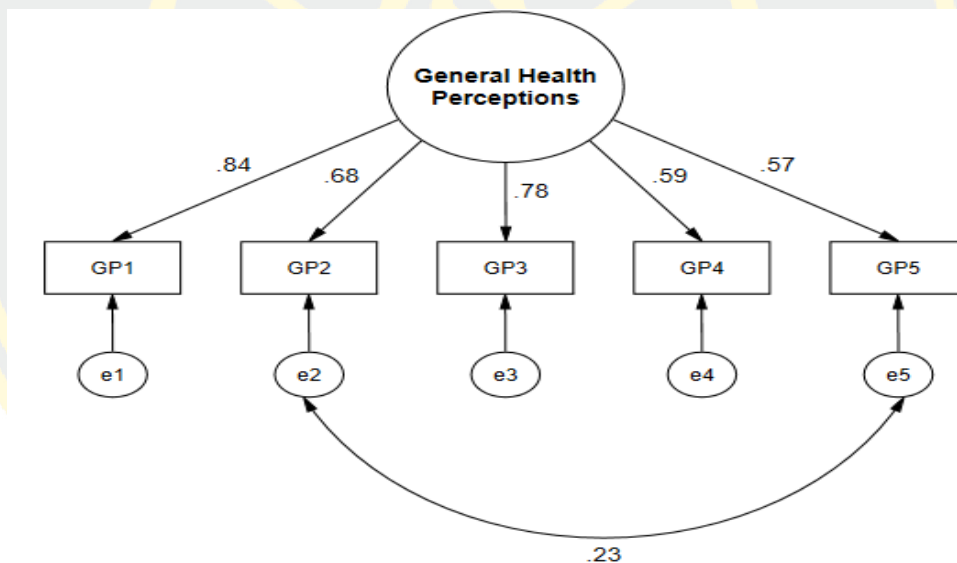 General Health
Perceptions
.84
.68
.78
.59
.57
GP1
GP2
GP3
GP4
GP5
e1
e2
e3
e4
e5
.23